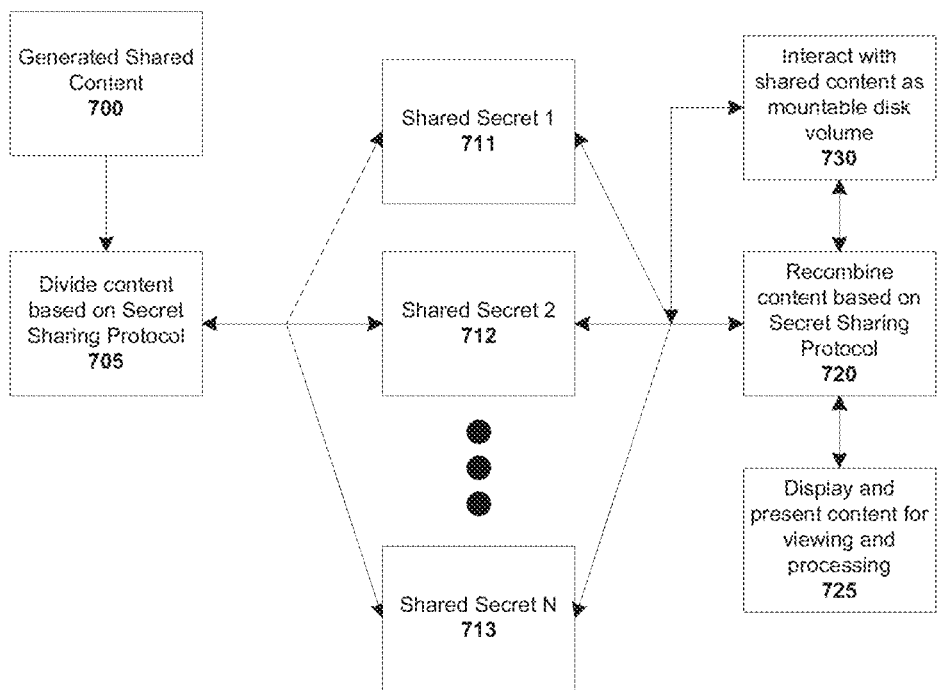 Generated Shared
Content
700
Divide content
based on Secret
Sharing Protocol
705
Shared Secret 1
711
Shared Secret 2
712
Shared Secret N
713
Interact with
shared content as
mountable disk
volume
730
Recombine
content based on
Secret Sharing
Protocol
720
Display and
present content for
viewing and
processing
725